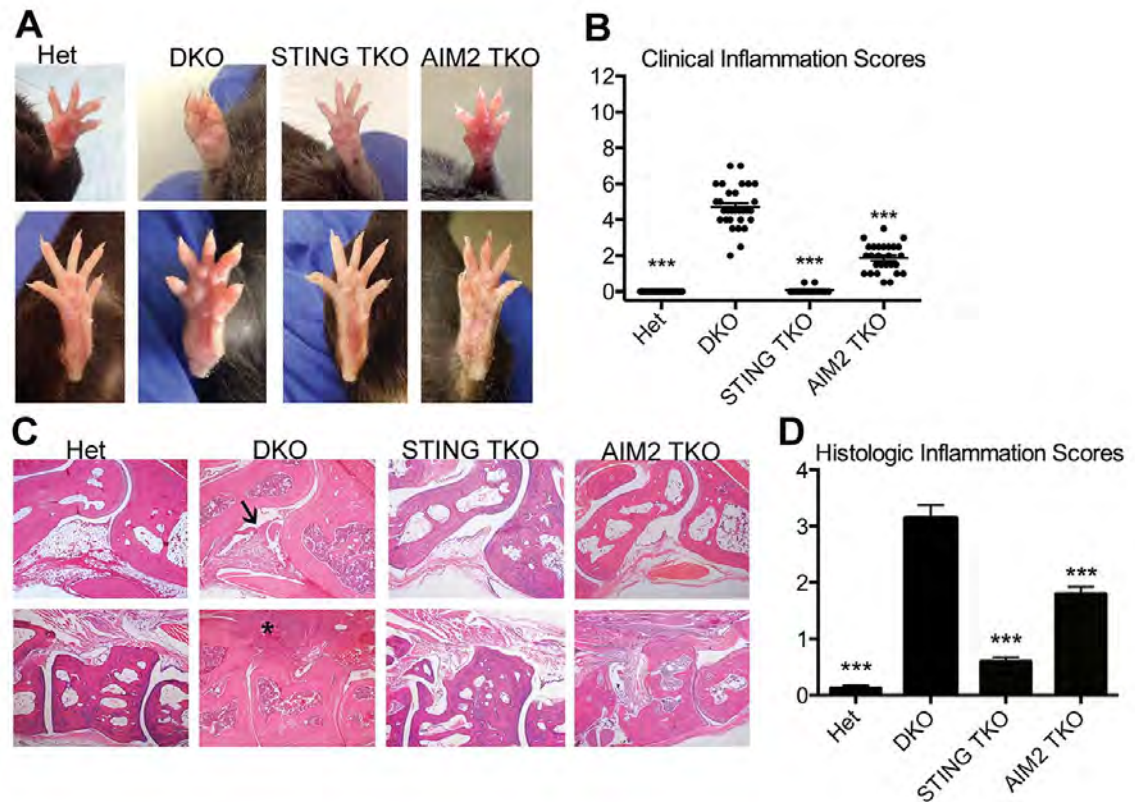 A
Het
DKO
STING TKO
AIM2 TKO
B
Clinical Inflammation Scores
12
10
8
6
4
2
0
***
***
***
Het
DKO
STING TKO
AIM2 TKO
C
Het
DKO
STING TKO
AIM2 TKO
*
D
Histologic Inflammation Scores
4
3
2
1
0
***
***
***
Het
DKO
STING TKO
AIM2 TKO